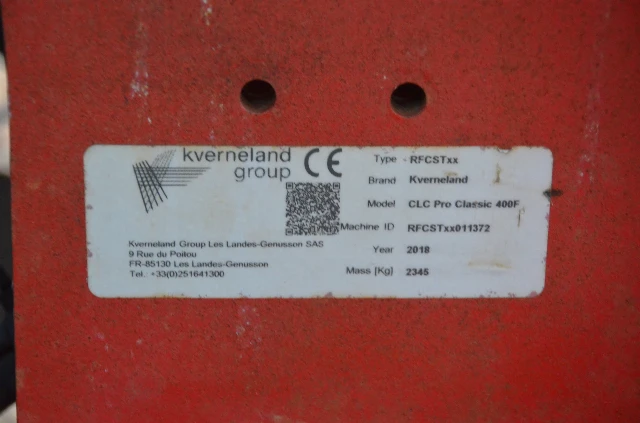 kverneland
group
CE
Type - RFCSTxx
Brand Kverneland
Model CLC Pro Classic 400F
Machine ID RFCSTxx011372
Year 2018
Mass [Kg] 2345
Kverneland Group Les Landes-Genusson SAS
9 Rue du Poitou
FR-85130 Les Landes-Genusson
Tel. +33(0)251641300